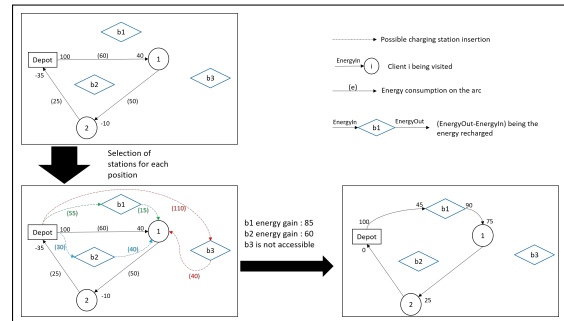 b1
Depot
100
(60)
40
1
-35
b2
b3
(25)
(50)
2
-10
Possible charging station insertion
EnergyIn
i
Client i being visited
(e)
Energy consumption on the arc
EnergyIn
b1
EnergyOut
(EnergyOut-EnergyIn) being the
energy recharged
Selection of
stations for each
position
b1
(55)
(15)
(110)
Depot
100
(60)
40
1
-35
(30)
b2
(40)
b3
(25)
(50)
(40)
2
-10
b1 energy gain : 85
b2 energy gain : 60
b3 is not accessible
45
b1
90
100
75
Depot
1
0
b2
b3
25
2